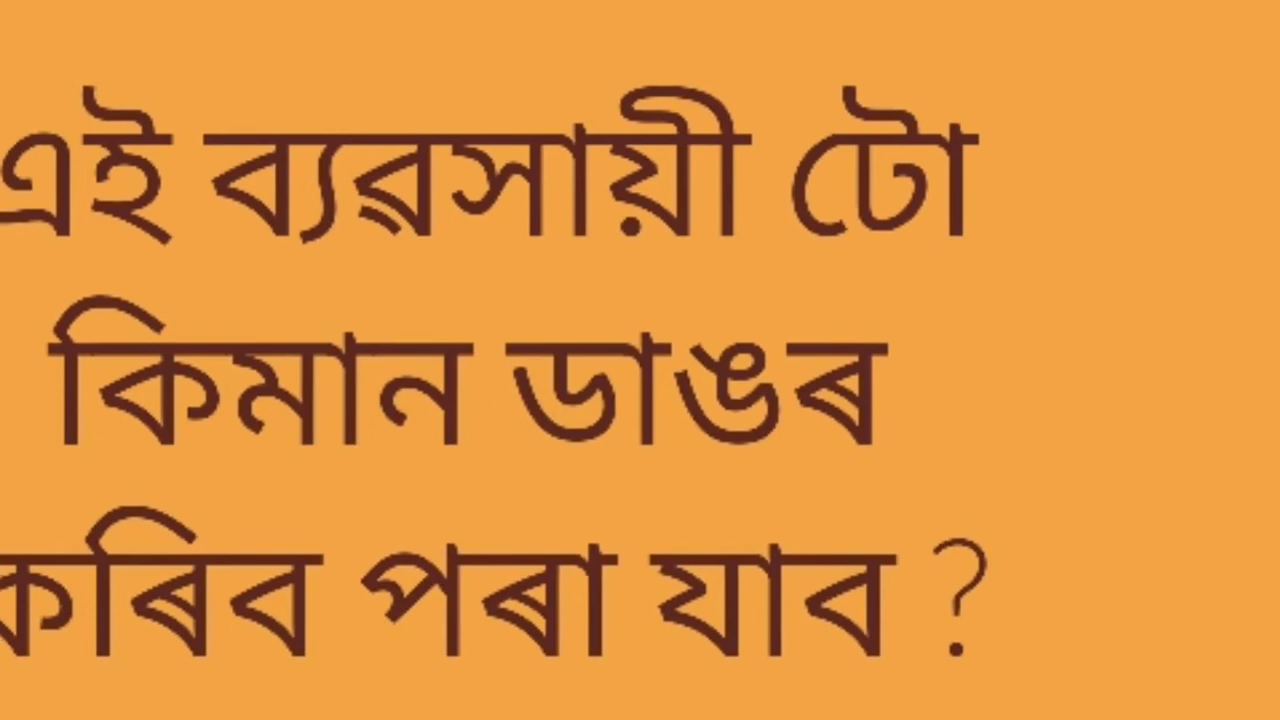 এই ব্যৱসায়ী টো
কিমান ডাঙৰ
কৰিব পৰা যাব ?